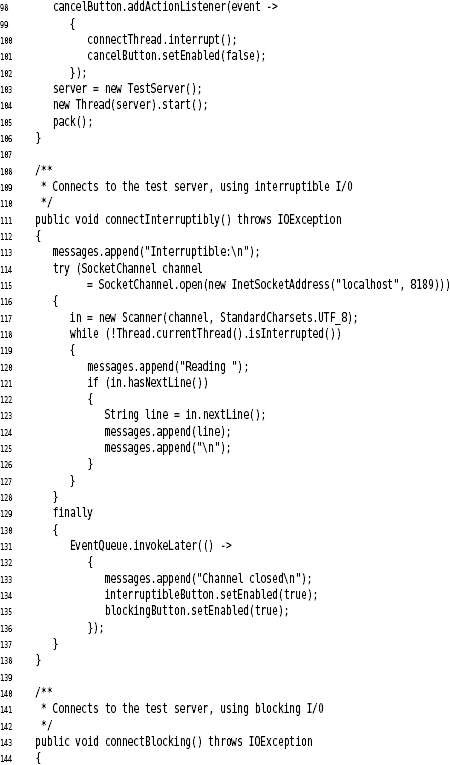 98 cancelButton.addActionListener(event ->
99 {
100 connectThread.interrupt();
101 cancelButton.setEnabled(false);
102 });
103 server = new TestServer();
104 new Thread(server).start();
105 pack();
106 }
107
108 /**
109 * Connects to the test server, using interruptible I/O
110 */
111 public void connectInterruptibly() throws IOException
112 {
113 messages.append("Interruptible:\n");
114 try (SocketChannel channel
115 = SocketChannel.open(new InetSocketAddress("localhost", 8189)))
116 {
117 in = new Scanner(channel, StandardCharsets.UTF_8);
118 while (!Thread.currentThread().isInterrupted())
119 {
120 messages.append("Reading ");
121 if (in.hasNextLine())
122 {
123 String line = in.nextLine();
124 messages.append(line);
125 messages.append("\n");
126 }
127 }
128 }
129 finally
130 {
131 EventQueue.invokeLater(() ->
132 {
133 messages.append("Channel closed\n");
134 interruptibleButton.setEnabled(true);
135 blockingButton.setEnabled(true);
136 });
137 }
138 }
139
140 /**
141 * Connects to the test server, using blocking I/O
142 */
143 public void connectBlocking() throws IOException
144 {